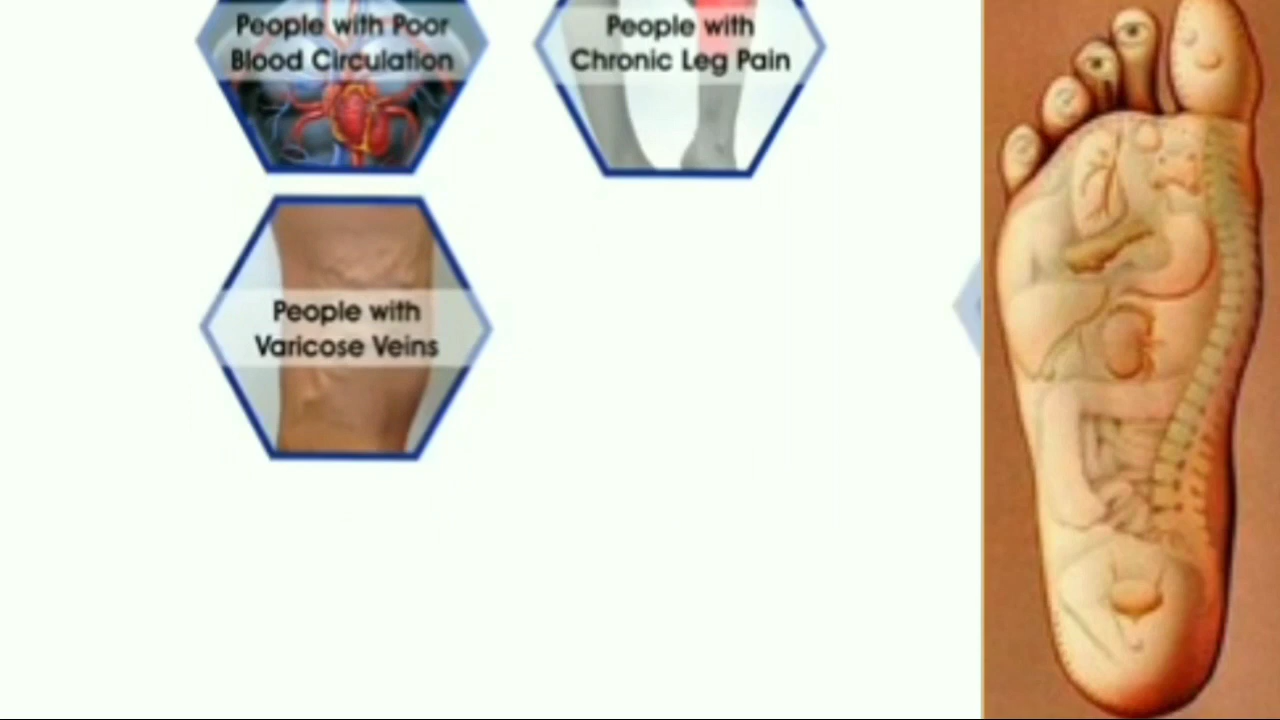 People with Poor
Blood Circulation
People with
Chronic Leg Pain
People with
Varicose Veins